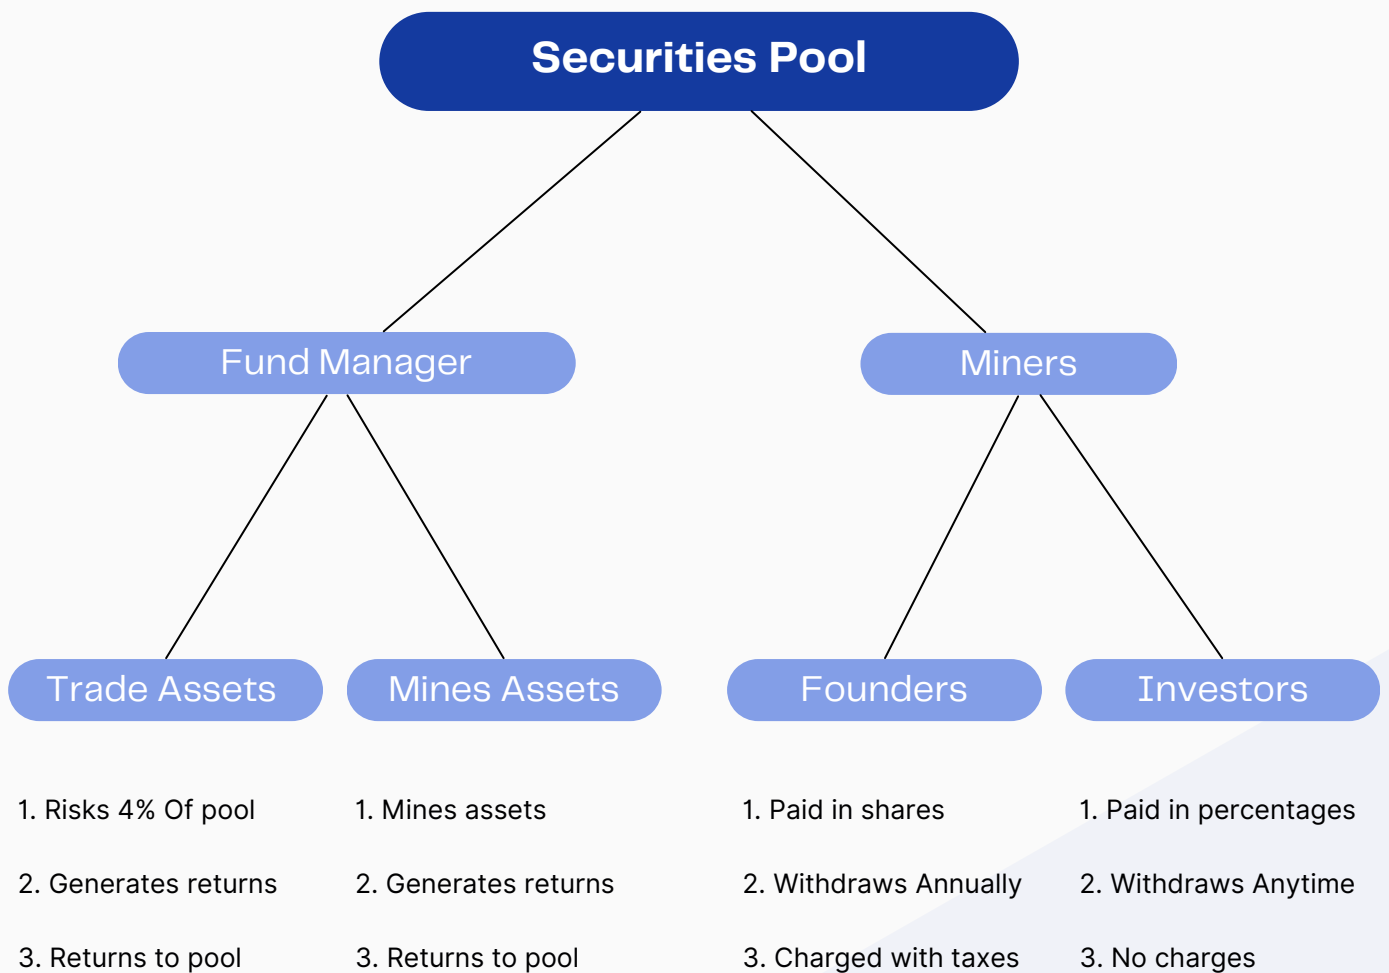 Securities Pool
Fund Manager
Miners
Trade Assets
Mines Assets
Founders
Investors
1. Risks 4% Of pool
2. Generates returns
3. Returns to pool
1. Mines assets
2. Generates returns
3. Returns to pool
1. Paid in shares
2. Withdraws Annually
3. Charged with taxes
1. Paid in percentages
2. Withdraws Anytime
3. No charges